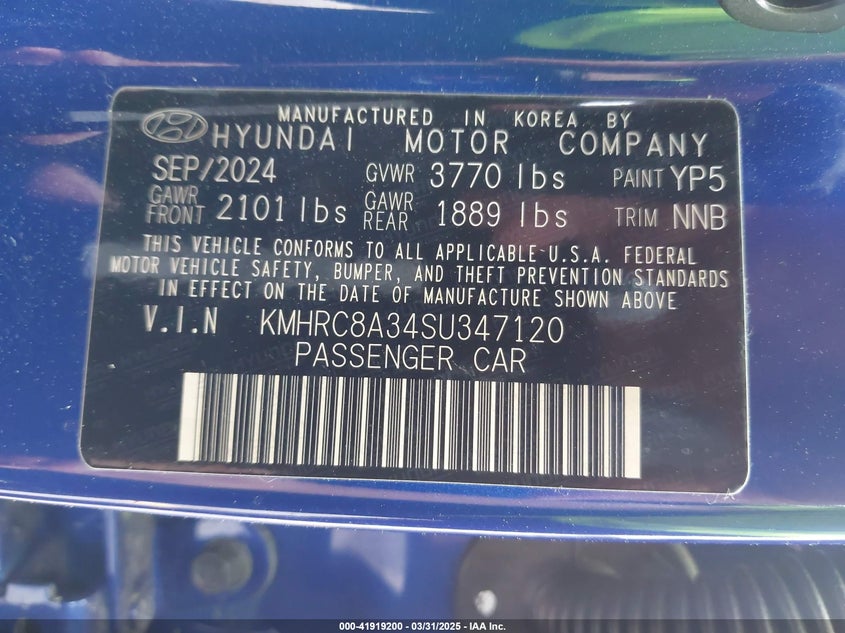 MANUFACTURED IN KOREA BY
HYUNDAI MOTOR COMPANY
SEP/2024 GVWR 3770 lbs PAINT YP5
GAWR FRONT 2101 lbs GAWR REAR 1889 lbs TRIM NNB
THIS VEHICLE CONFORMS TO ALL APPLICABLE U.S.A. FEDERAL
MOTOR VEHICLE SAFETY, BUMPER, AND THEFT PREVENTION STANDARDS
IN EFFECT ON THE DATE OF MANUFACTURE SHOWN ABOVE
V.I.N KMHRC8A34SU347120
PASSENGER CAR
000-41919200 - 03/31/2025 - IAA Inc.